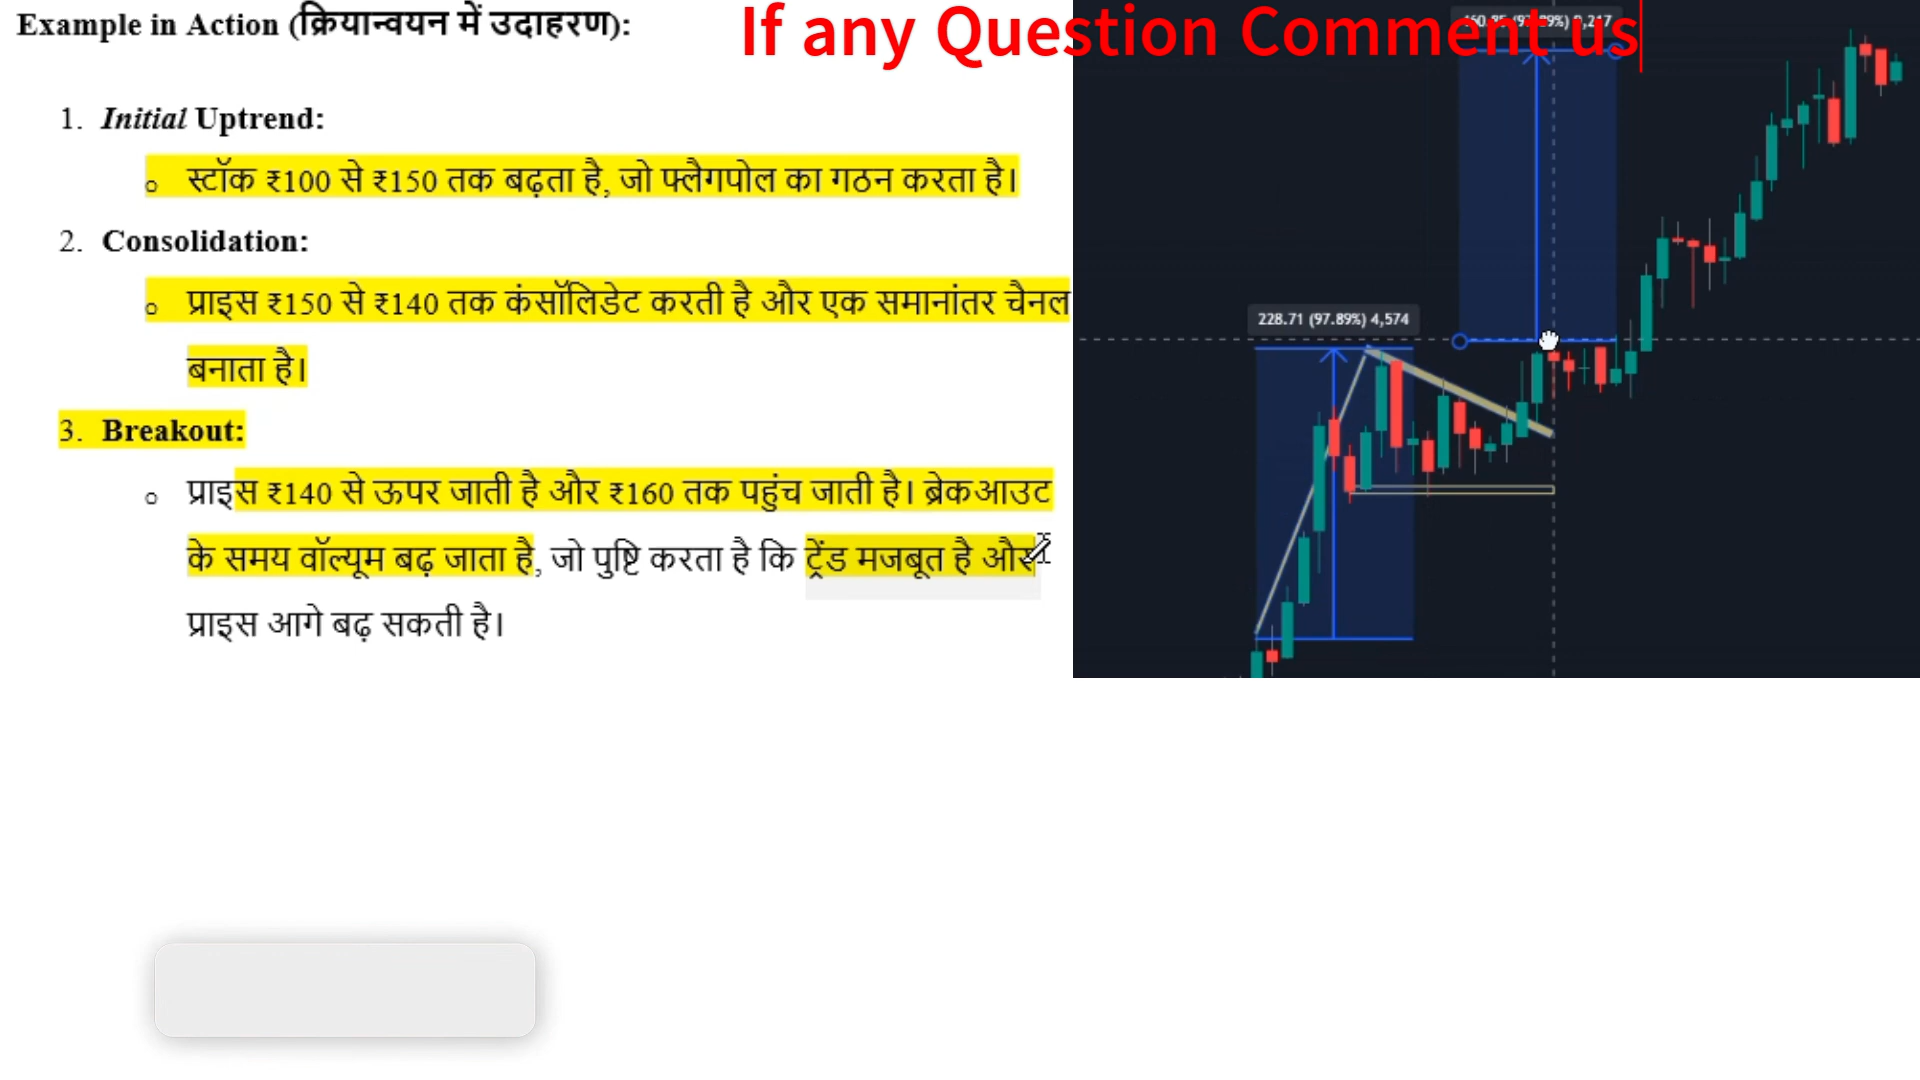 Example in Action (क्रियान्वयन में उदाहरण):
If any Question Comment us
1. Initial Uptrend:
स्टॉक ₹100 से ₹150 तक बढ़ता है, जो फ्लैगपोल का गठन करता है।
2. Consolidation:
प्राइस ₹150 से ₹140 तक कंसॉलिडेट करती है और एक समानांतर चैनल
बनाता है।
3. Breakout:
प्राइस ₹140 से ऊपर जाती है और ₹160 तक पहुंच जाती है। ब्रेकआउट
के समय वॉल्यूम बढ़ जाता है, जो पुष्टि करता है कि ट्रेंड मजबूत है और
प्राइस आगे बढ़ सकती है।
228.71 (97.89%) 4,574